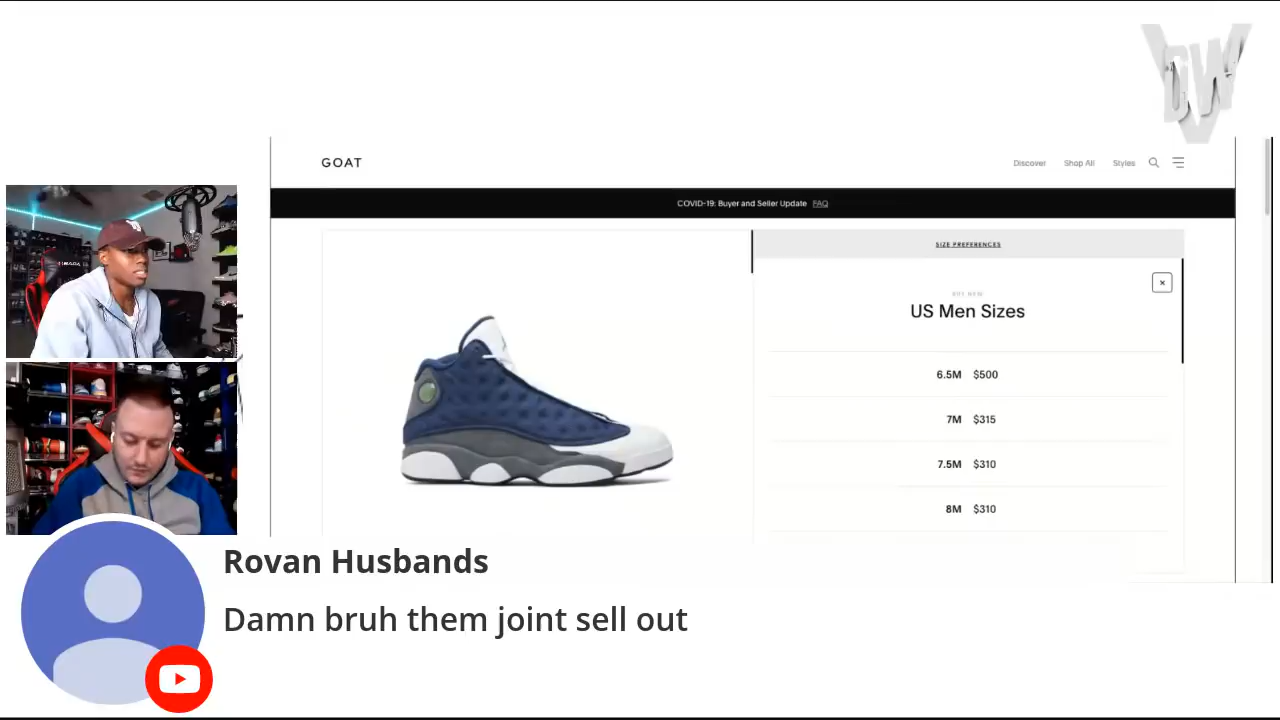 DW
GOAT
Discover Shop All Styles
COVID-19: Buyer and Seller Update FAQ
SIZE PREFERENCES
BUY NEW
US Men Sizes
6.5M $500
7M $315
7.5M $310
8M $310
Rovan Husbands
Damn bruh them joint sell out